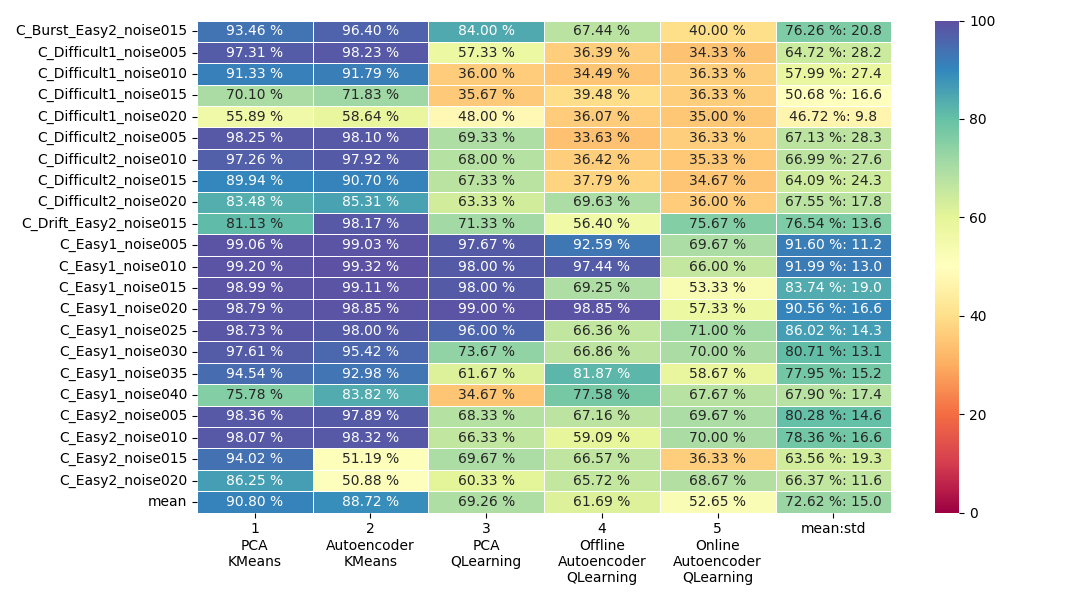 C_Burst_Easy2_noise015 93.46 % 96.40 % 84.00 % 67.44 % 40.00 % 76.26 %: 20.8 100
C_Difficult1_noise005 97.31 % 98.23 % 57.33 % 36.39 % 34.33 % 64.72 %: 28.2
C_Difficult1_noise010 91.33 % 91.79 % 36.00 % 34.49 % 36.33 % 57.99 %: 27.4
C_Difficult1_noise015 70.10 % 71.83 % 35.67 % 39.48 % 36.33 % 50.68 %: 16.6
C_Difficult1_noise020 55.89 % 58.64 % 48.00 % 36.07 % 35.00 % 46.72 %: 9.8 80
C_Difficult2_noise005 98.25 % 98.10 % 69.33 % 33.63 % 36.33 % 67.13 %: 28.3
C_Difficult2_noise010 97.26 % 97.92 % 68.00 % 36.42 % 35.33 % 66.99 %: 27.6
C_Difficult2_noise015 89.94 % 90.70 % 67.33 % 37.79 % 34.67 % 64.09 %: 24.3
C_Difficult2_noise020 83.48 % 85.31 % 63.33 % 69.63 % 36.00 % 67.55 %: 17.8
C_Drift_Easy2_noise015 81.13 % 98.17 % 71.33 % 56.40 % 75.67 % 76.54 %: 13.6 60
C_Easy1_noise005 99.06 % 99.03 % 97.67 % 92.59 % 69.67 % 91.60 %: 11.2
C_Easy1_noise010 99.20 % 99.32 % 98.00 % 97.44 % 66.00 % 91.99 %: 13.0
C_Easy1_noise015 98.99 % 99.11 % 98.00 % 69.25 % 53.33 % 83.74 %: 19.0
C_Easy1_noise020 98.79 % 98.85 % 99.00 % 98.85 % 57.33 % 90.56 %: 16.6 40
C_Easy1_noise025 98.73 % 98.00 % 96.00 % 66.36 % 71.00 % 86.02 %: 14.3
C_Easy1_noise030 97.61 % 95.42 % 73.67 % 66.86 % 70.00 % 80.71 %: 13.1
C_Easy1_noise035 94.54 % 92.98 % 61.67 % 81.87 % 58.67 % 77.95 %: 15.2
C_Easy1_noise040 75.78 % 83.82 % 34.67 % 77.58 % 67.67 % 67.90 %: 17.4
C_Easy2_noise005 98.36 % 97.89 % 68.33 % 67.16 % 69.67 % 80.28 %: 14.6 20
C_Easy2_noise010 98.07 % 98.32 % 66.33 % 59.09 % 70.00 % 78.36 %: 16.6
C_Easy2_noise015 94.02 % 51.19 % 69.67 % 66.57 % 36.33 % 63.56 %: 19.3
C_Easy2_noise020 86.25 % 50.88 % 60.33 % 65.72 % 68.67 % 66.37 %: 11.6
mean 90.80 % 88.72 % 69.26 % 61.69 % 52.65 % 72.62 %: 15.0 0
1 2 3 4 5 mean:std
PCA Autoencoder PCA Offline Online
KMeans KMeans QLearning Autoencoder Autoencoder
QLearning QLearning